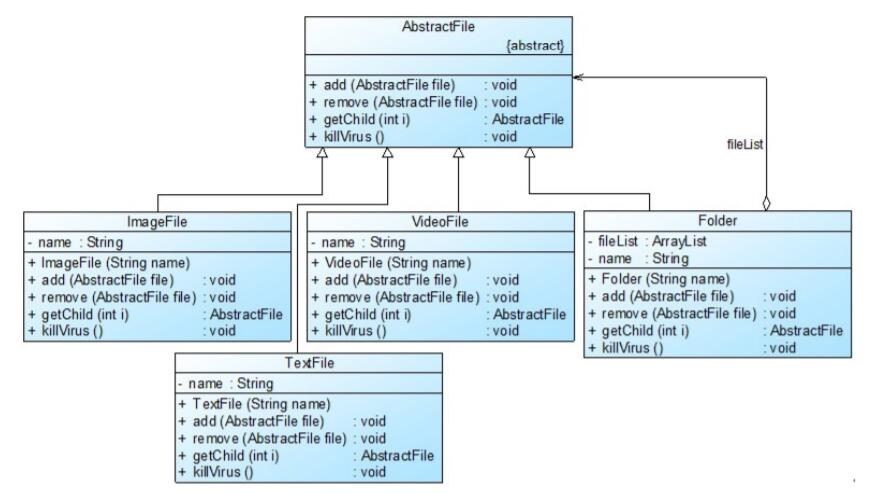 AbstractFile
{abstract}
+ add (AbstractFile file) : void
+ remove (AbstractFile file) : void
+ getChild (int i) : AbstractFile
+ killVirus () : void
fileList
ImageFile
- name : String
+ ImageFile (String name)
+ add (AbstractFile file) : void
+ remove (AbstractFile file) : void
+ getChild (int i) : AbstractFile
+ killVirus () : void
VideoFile
- name : String
+ VideoFile (String name)
+ add (AbstractFile file) : void
+ remove (AbstractFile file) : void
+ getChild (int i) : AbstractFile
+ killVirus () : void
Folder
- fileList : ArrayList
- name : String
+ Folder (String name)
+ add (AbstractFile file) : void
+ remove (AbstractFile file) : void
+ getChild (int i) : AbstractFile
+ killVirus () : void
TextFile
- name : String
+ TextFile (String name)
+ add (AbstractFile file) : void
+ remove (AbstractFile file) : void
+ getChild (int i) : AbstractFile
+ killVirus () : void